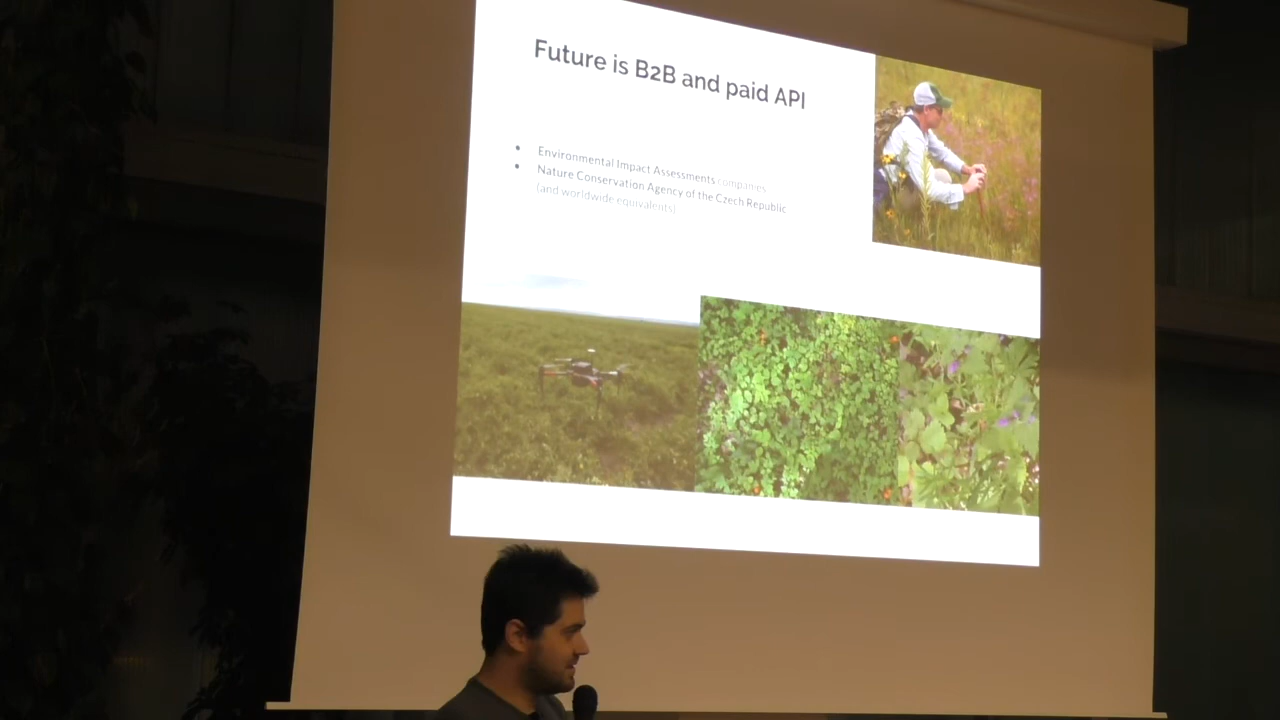 Future is B2B and paid API
• Environmental Impact Assessments companies
• Nature Conservation Agency of the Czech Republic
(and worldwide equivalents)